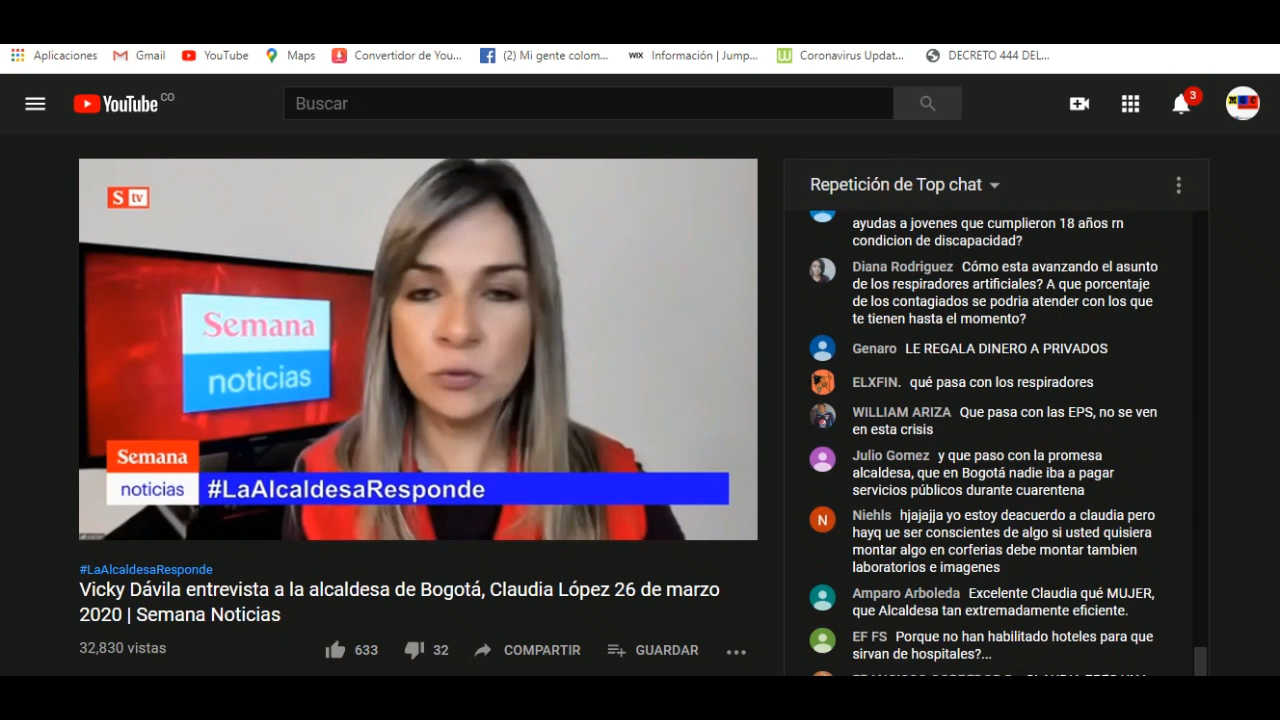 Aplicaciones Gmail YouTube Maps Convertidor de You... (2) Mi gente colom... WIX Información | Jump... Coronavirus Updat... DECRETO 444 DEL...
YouTube CO
Buscar
3
S tv
Semana
noticias
Semana
noticias
#LaAlcaldesaResponde
#LaAlcaldesaResponde
Vicky Dávila entrevista a la alcaldesa de Bogotá, Claudia López 26 de marzo
2020 | Semana Noticias
32,830 vistas
633
32
COMPARTIR
GUARDAR
Repetición de Top chat
ayudas a jovenes que cumplieron 18 años rn
condicion de discapacidad?
Diana Rodriguez Cómo esta avanzando el asunto
de los respiradores artificiales? A que porcentaje
de los contagiados se podria atender con los que
te tienen hasta el momento?
Genaro LE REGALA DINERO A PRIVADOS
ELXFIN. qué pasa con los respiradores
WILLIAM ARIZA Que pasa con las EPS, no se ven
en esta crisis
Julio Gomez y que paso con la promesa
alcaldesa, que en Bogotá nadie iba a pagar
servicios públicos durante cuarentena
N
Niehls hjajajja yo estoy deacuerdo a claudia pero
hayq ue ser conscientes de algo si usted quisiera
montar algo en corferias debe montar tambien
laboratorios e imagenes
Amparo Arboleda Excelente Claudia qué MUJER,
que Alcaldesa tan extremadamente eficiente.
EF FS Porque no han habilitado hoteles para que
sirvan de hospitales?...